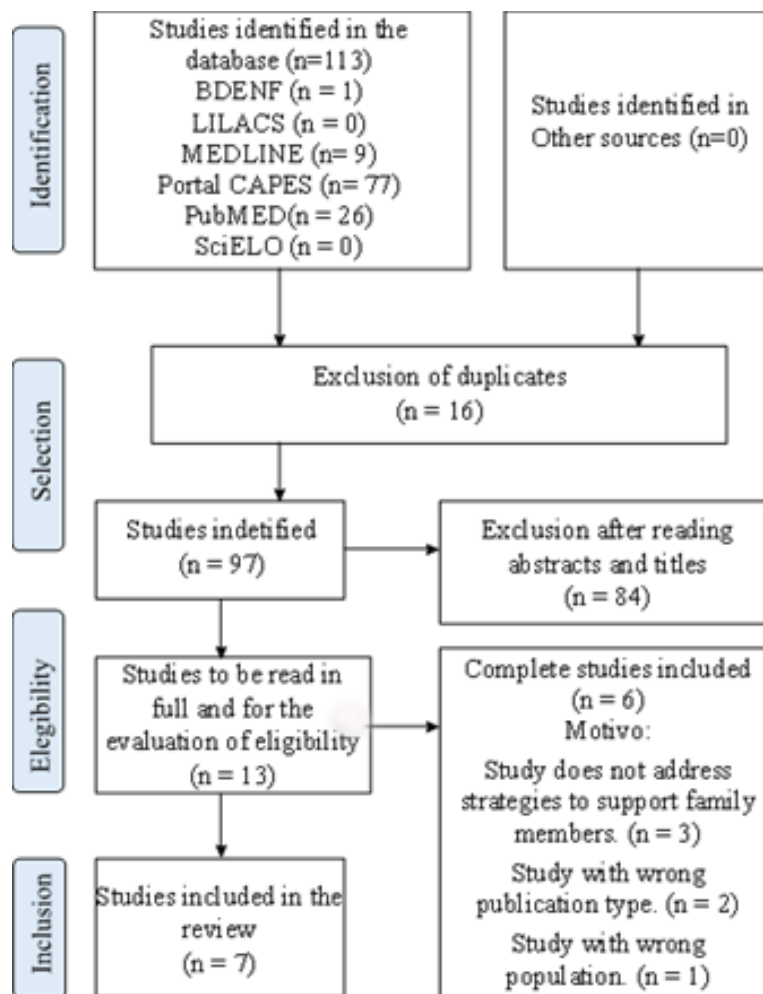 Identification
Studies identified in the
database (n=113)
BDENF (n = 1)
LILACS (n = 0)
MEDLINE (n= 9)
Portal CAPES (n= 77)
PubMED(n = 26)
SciELO (n = 0)
Studies identified in
Other sources (n=0)
Selection
Exclusion of duplicates
(n = 16)
Studies indetified
(n = 97)
Exclusion after reading
abstracts and titles
(n = 84)
Elegibility
Studies to be read in
full and for the
evaluation of eligibility
(n = 13)
Complete studies included
(n = 6)
Motivo:
Study does not address
strategies to support family
members. (n = 3)
Study with wrong
publication type. (n = 2)
Study with wrong
population. (n = 1)
Inclusion
Studies included in the
review
(n = 7)